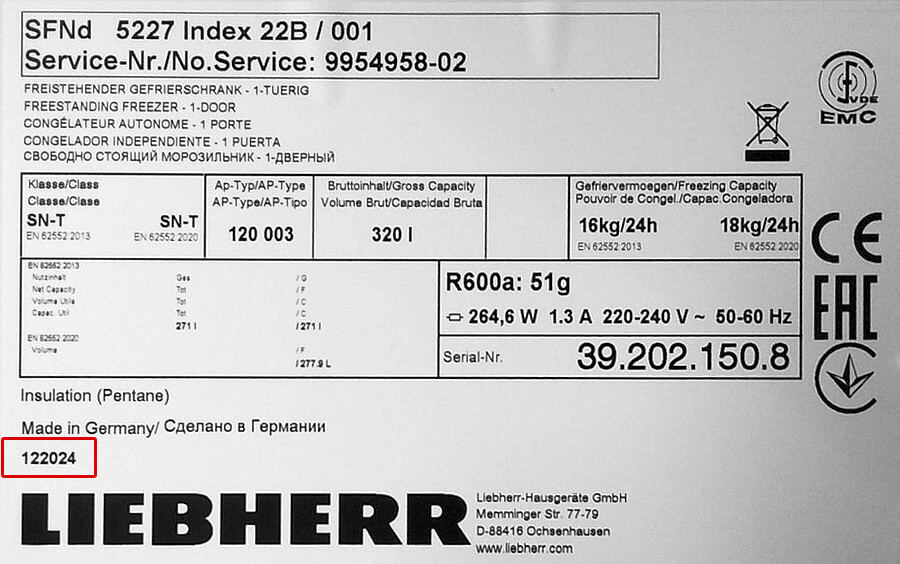 SFNd 5227 Index 22B / 001
Service-Nr./No.Service: 9954958-02
FREISTEHENDER GEFRIERSCHRANK - 1-TUERIG
FREESTANDING FREEZER - 1-DOOR
CONGÉLATEUR AUTONOME - 1 PORTE
CONGELADOR INDEPENDIENTE - 1 PUERTA
СВОБОДНО СТОЯЩИЙ МОРОЗИЛЬНИК - 1-ДВЕРНЫЙ
VDE
EMC
Klasse/Class
Classe/Clase
SN-T SN-T
EN 62552:2013 EN 62552:2020
Ap-Typ/AP-Type
AP-Type/AP-Tipo
120 003
Bruttoinhalt/Gross Capacity
Volume Brut/Capacidad Bruta
320 l
Gefriervermoegen/Freezing Capacity
Pouvoir de Congel./Capac.Congeladora
16kg/24h 18kg/24h
EN 62552:2013 EN 62552:2020
CE
EAC
EN 62552:2013
Nutzinhalt Ges /G
Net Capacity Tot /F
Volume Utile Tot /C
Capac. Util Tot /C
271 l /271 l
EN 62552:2020
Volume /F
/277.9 L
R600a: 51g
264,6 W 1.3 A 220-240 V ~ 50-60 Hz
Serial-Nr. 39.202.150.8
Insulation (Pentane)
Made in Germany/ Сделано в Германии
122024
LIEBHERR
Liebherr-Hausgeräte GmbH
Memminger Str. 77-79
D-88416 Ochsenhausen
www.liebherr.com